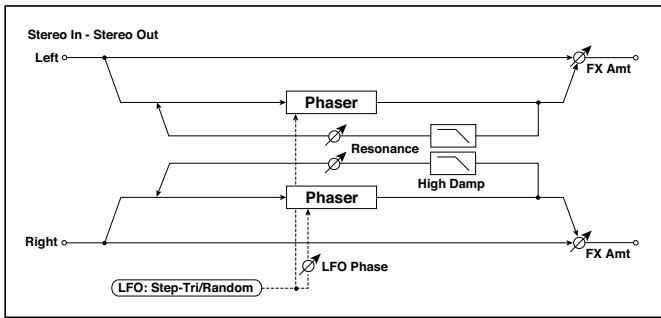 Stereo In - Stereo Out
Left
FX Amt
Phaser
Resonance
High Damp
Phaser
Right
FX Amt
LFO Phase
LFO: Step-Tri/Random